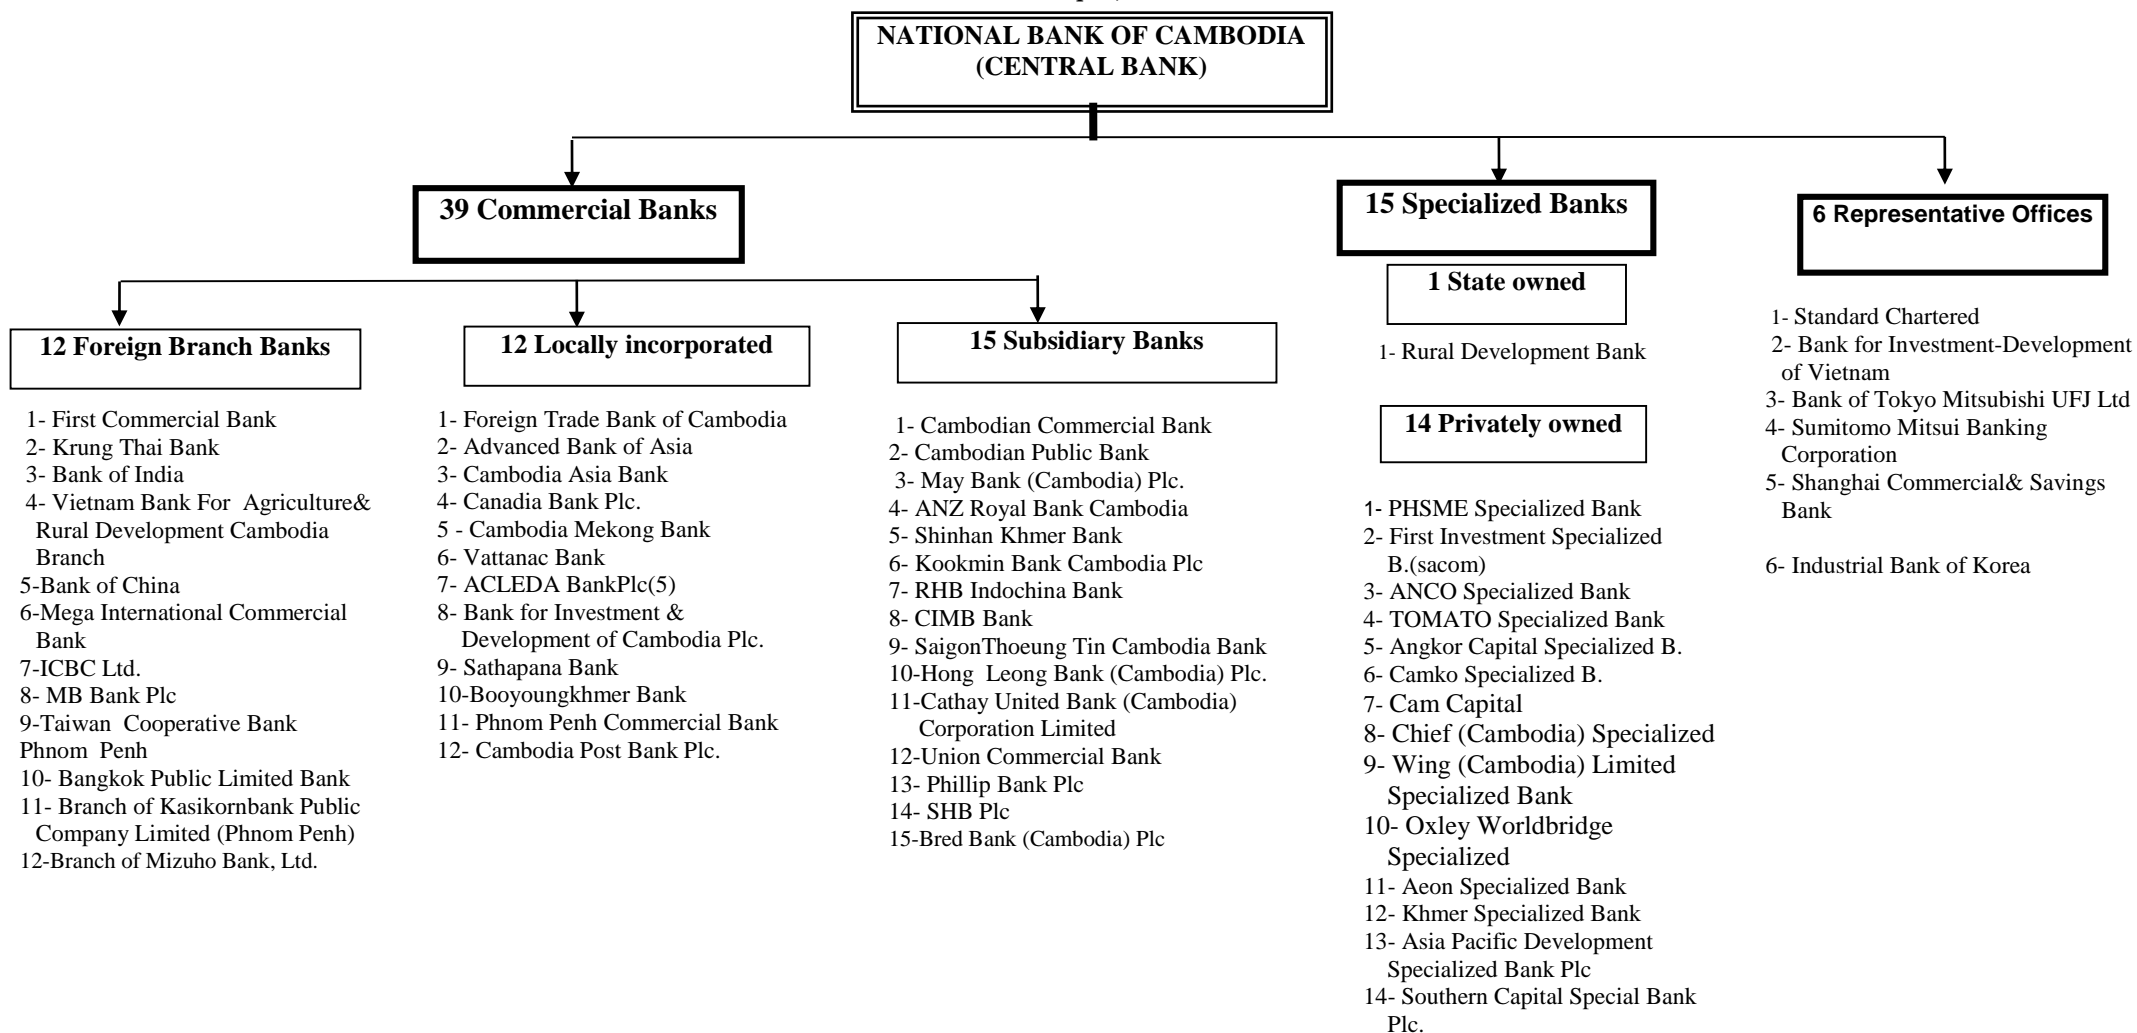 NATIONAL BANK OF CAMBODIA
(CENTRAL BANK)
39 Commercial Banks
15 Specialized Banks
6 Representative Offices
12 Foreign Branch Banks
1- First Commercial Bank
2- Krung Thai Bank
3- Bank of India
4- Vietnam Bank For Agriculture&
Rural Development Cambodia
Branch
5-Bank of China
6-Mega International Commercial
Bank
7-ICBC Ltd.
8- MB Bank Plc
9-Taiwan Cooperative Bank
Phnom Penh
10- Bangkok Public Limited Bank
11- Branch of Kasikornbank Public
Company Limited (Phnom Penh)
12-Branch of Mizuho Bank, Ltd.
12 Locally incorporated
1- Foreign Trade Bank of Cambodia
2- Advanced Bank of Asia
3- Cambodia Asia Bank
4- Canadia Bank Plc.
5 - Cambodia Mekong Bank
6- Vattanac Bank
7- ACLEDA BankPlc(5)
8- Bank for Investment &
Development of Cambodia Plc.
9- Sathapana Bank
10-Booyoungkhmer Bank
11- Phnom Penh Commercial Bank
12- Cambodia Post Bank Plc.
15 Subsidiary Banks
1- Cambodian Commercial Bank
2- Cambodian Public Bank
3- May Bank (Cambodia) Plc.
4- ANZ Royal Bank Cambodia
5- Shinhan Khmer Bank
6- Kookmin Bank Cambodia Plc
7- RHB Indochina Bank
8- CIMB Bank
9- SaigonThoeung Tin Cambodia Bank
10-Hong Leong Bank (Cambodia) Plc.
11-Cathay United Bank (Cambodia)
Corporation Limited
12-Union Commercial Bank
13- Phillip Bank Plc
14- SHB Plc
15-Bred Bank (Cambodia) Plc
1 State owned
1- Rural Development Bank
14 Privately owned
1- PHSME Specialized Bank
2- First Investment Specialized
B.(sacom)
3- ANCO Specialized Bank
4- TOMATO Specialized Bank
5- Angkor Capital Specialized B.
6- Camko Specialized B.
7- Cam Capital
8- Chief (Cambodia) Specialized
9- Wing (Cambodia) Limited
Specialized Bank
10- Oxley Worldbridge
Specialized
11- Aeon Specialized Bank
12- Khmer Specialized Bank
13- Asia Pacific Development
Specialized Bank Plc
14- Southern Capital Special Bank
Plc.
1- Standard Chartered
2- Bank for Investment-Development
of Vietnam
3- Bank of Tokyo Mitsubishi UFJ Ltd
4- Sumitomo Mitsui Banking
Corporation
5- Shanghai Commercial& Savings
Bank
6- Industrial Bank of Korea